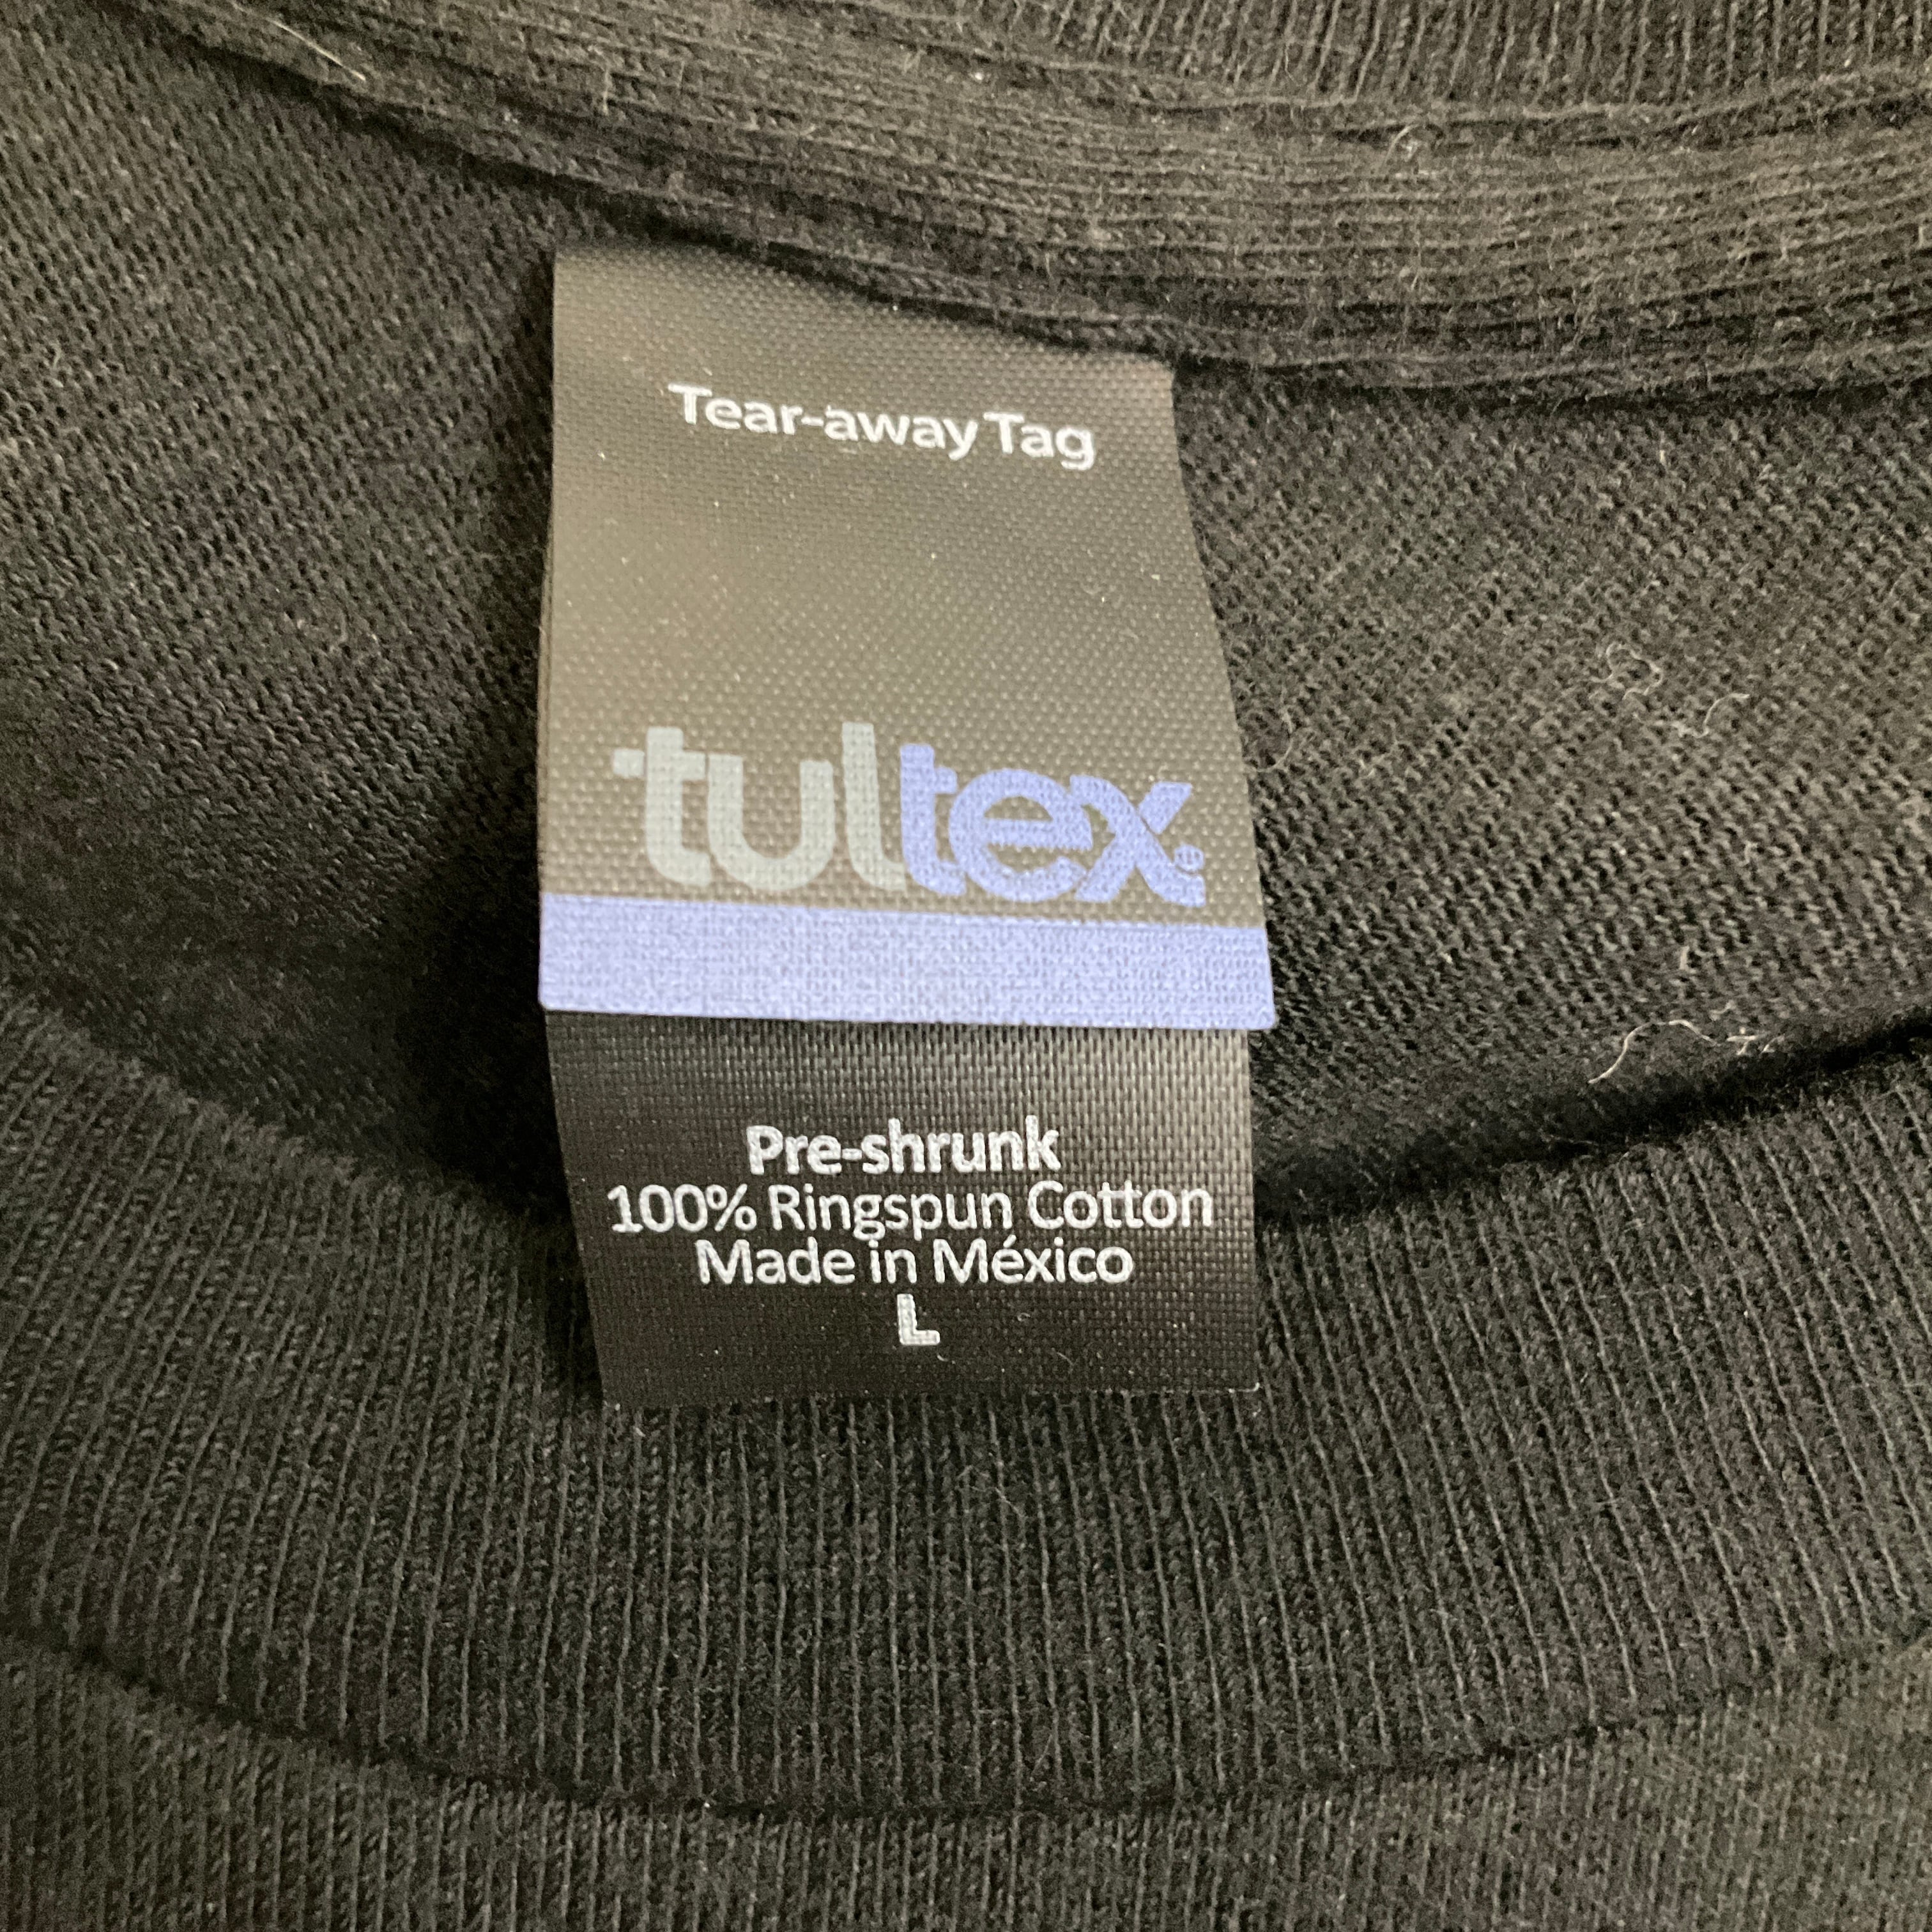 Tear-away Tag
tultex®
Pre-shrunk
100% Ringspun Cotton
Made in México
L